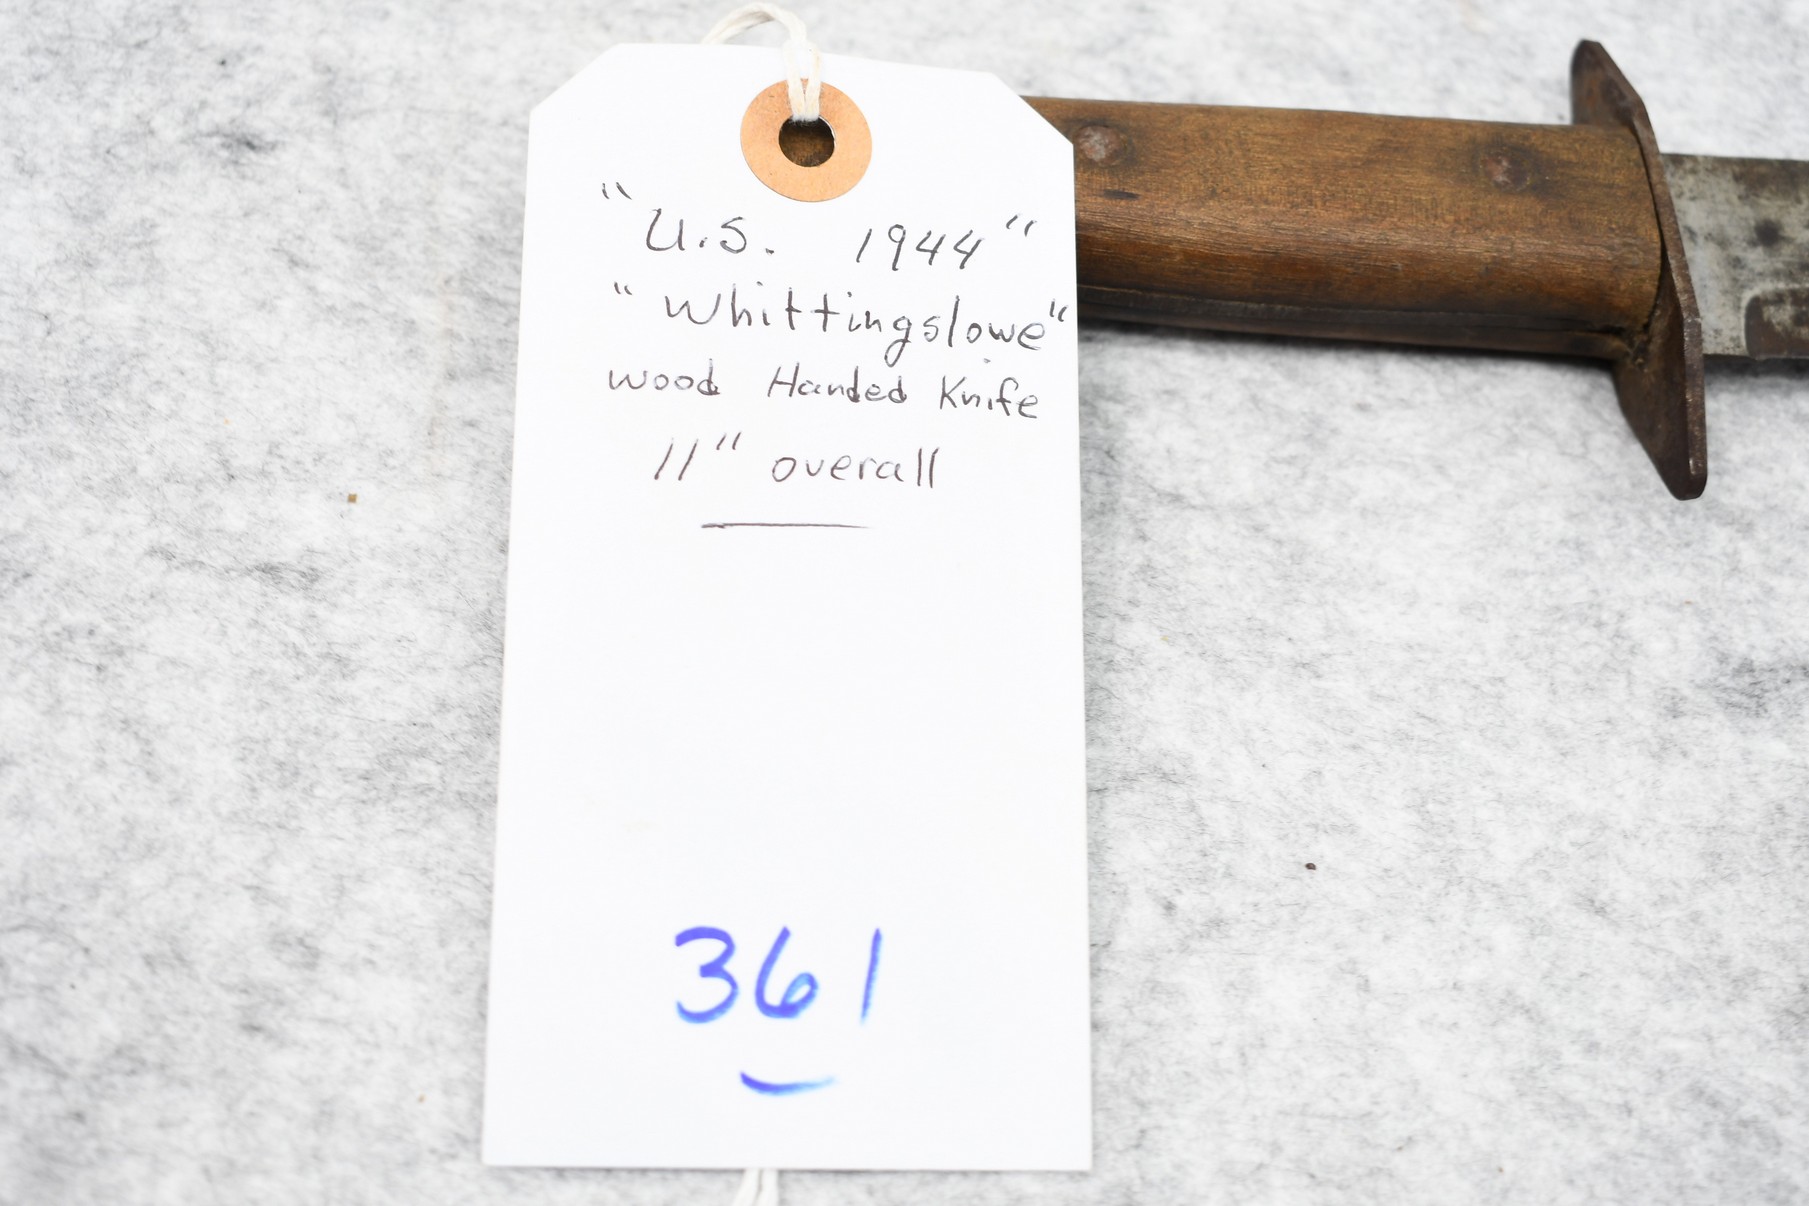 "U.S. 1944"
"Whittingslowe"
Wood Handed Knife
11" overall
361